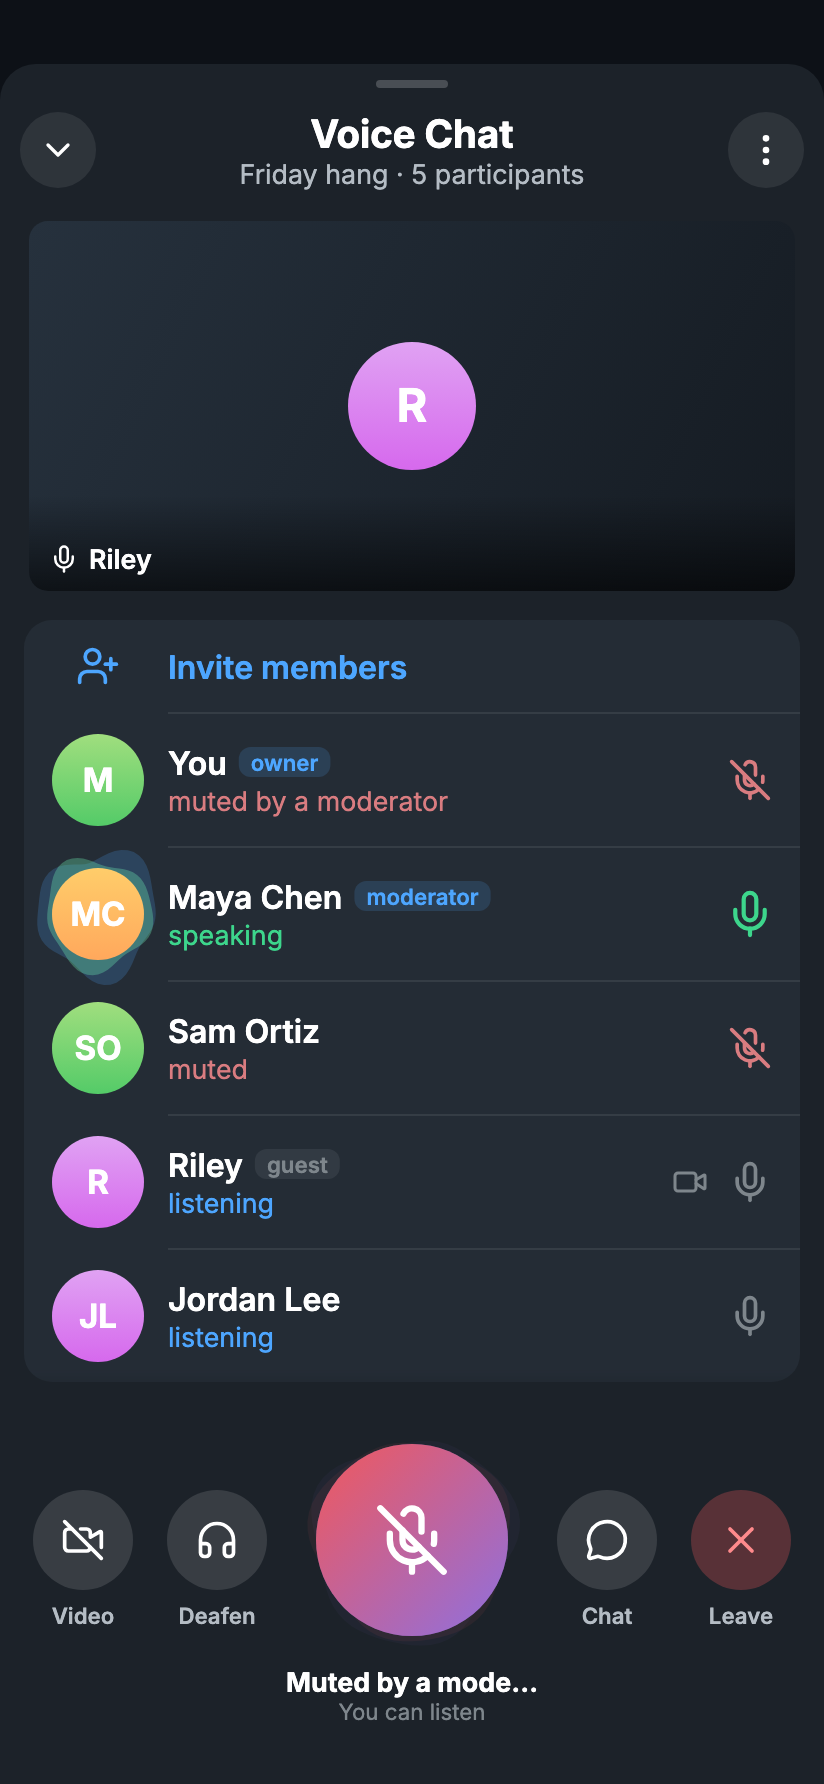 Voice Chat
Friday hang · 5 participants
R
Riley
Invite members
M
You owner
muted by a moderator
MC
Maya Chen moderator
speaking
SO
Sam Ortiz
muted
R
Riley guest
listening
JL
Jordan Lee
listening
Video
Deafen
Chat
Leave
Muted by a mode...
You can listen